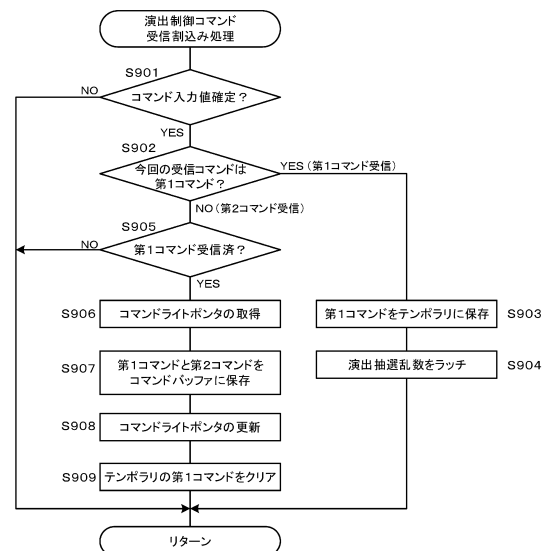 演出制御コマンド
受信割込み処理
S901
NO
コマンド入力値確定？
YES
S902
今回の受信コマンドは
第1コマンド？
YES（第1コマンド受信）
NO（第2コマンド受信）
S905
NO
第1コマンド受信済？
YES
S906
コマンドライトポンタの取得
第1コマンドをテンポラリに保存
S903
S907
第1コマンドと第2コマンドを
コマンドバッファに保存
演出抽選乱数をラッチ
S904
S908
コマンドライトポンタの更新
S909
テンポラリの第1コマンドをクリア
リターン